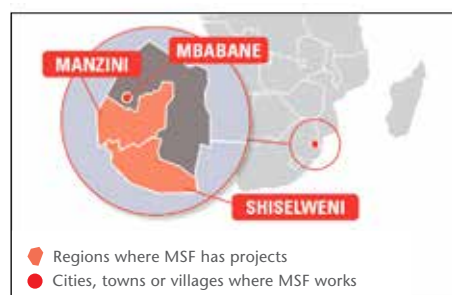 MBABANE
MANZINI
SHISELWENI
Regions where MSF has projects
Cities, towns or villages where MSF works